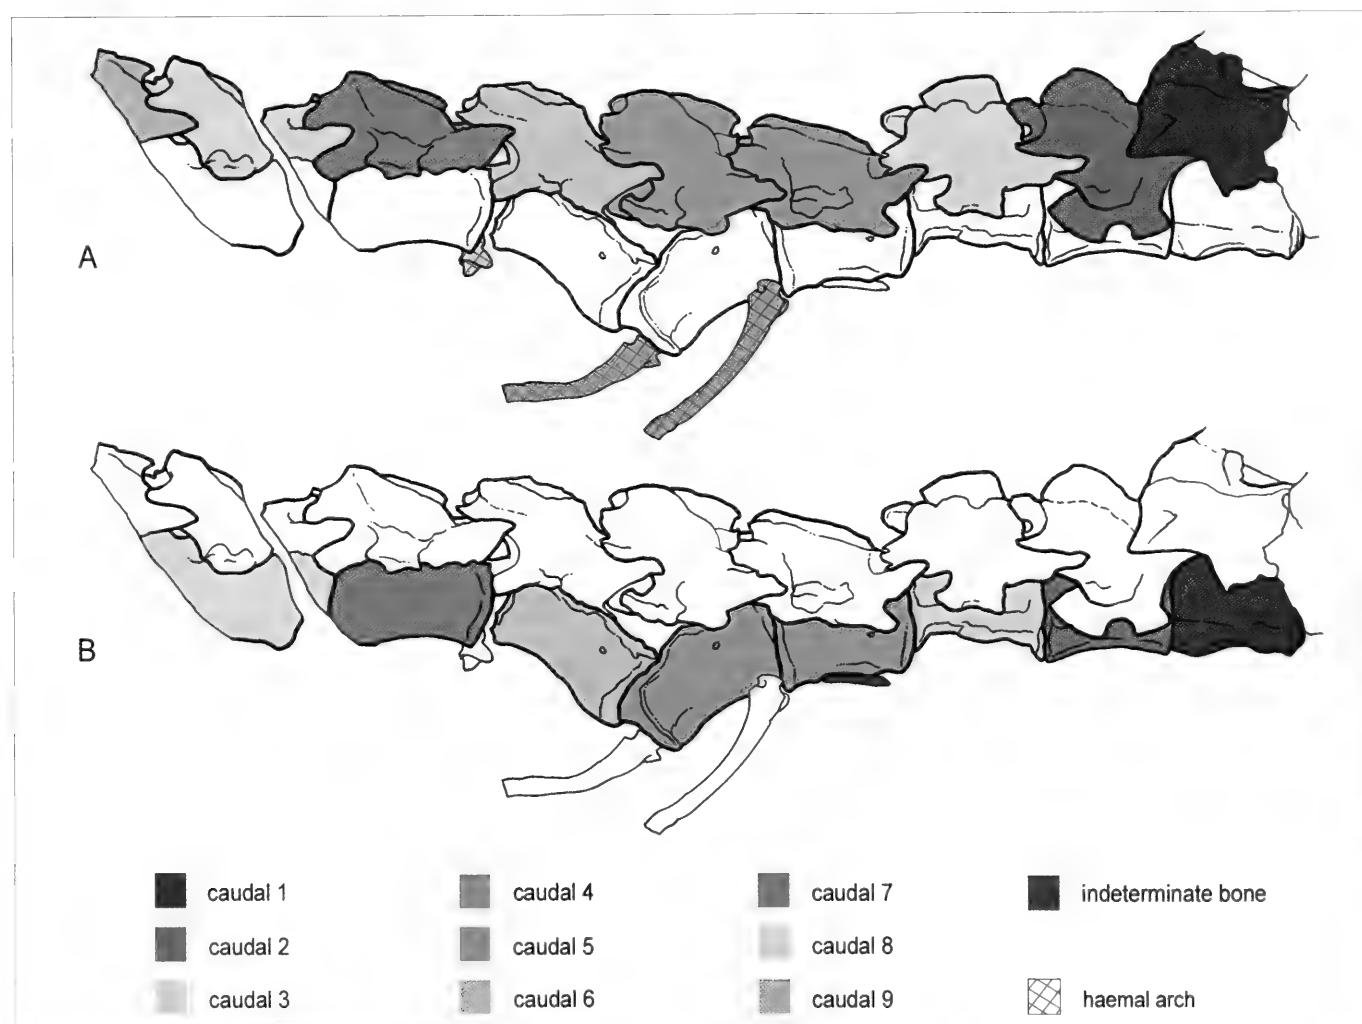 A
B
caudal 1
caudal 4
caudal 7
indeterminate bone
caudal 2
caudal 5
caudal 8
caudal 3
caudal 6
caudal 9
haemal arch